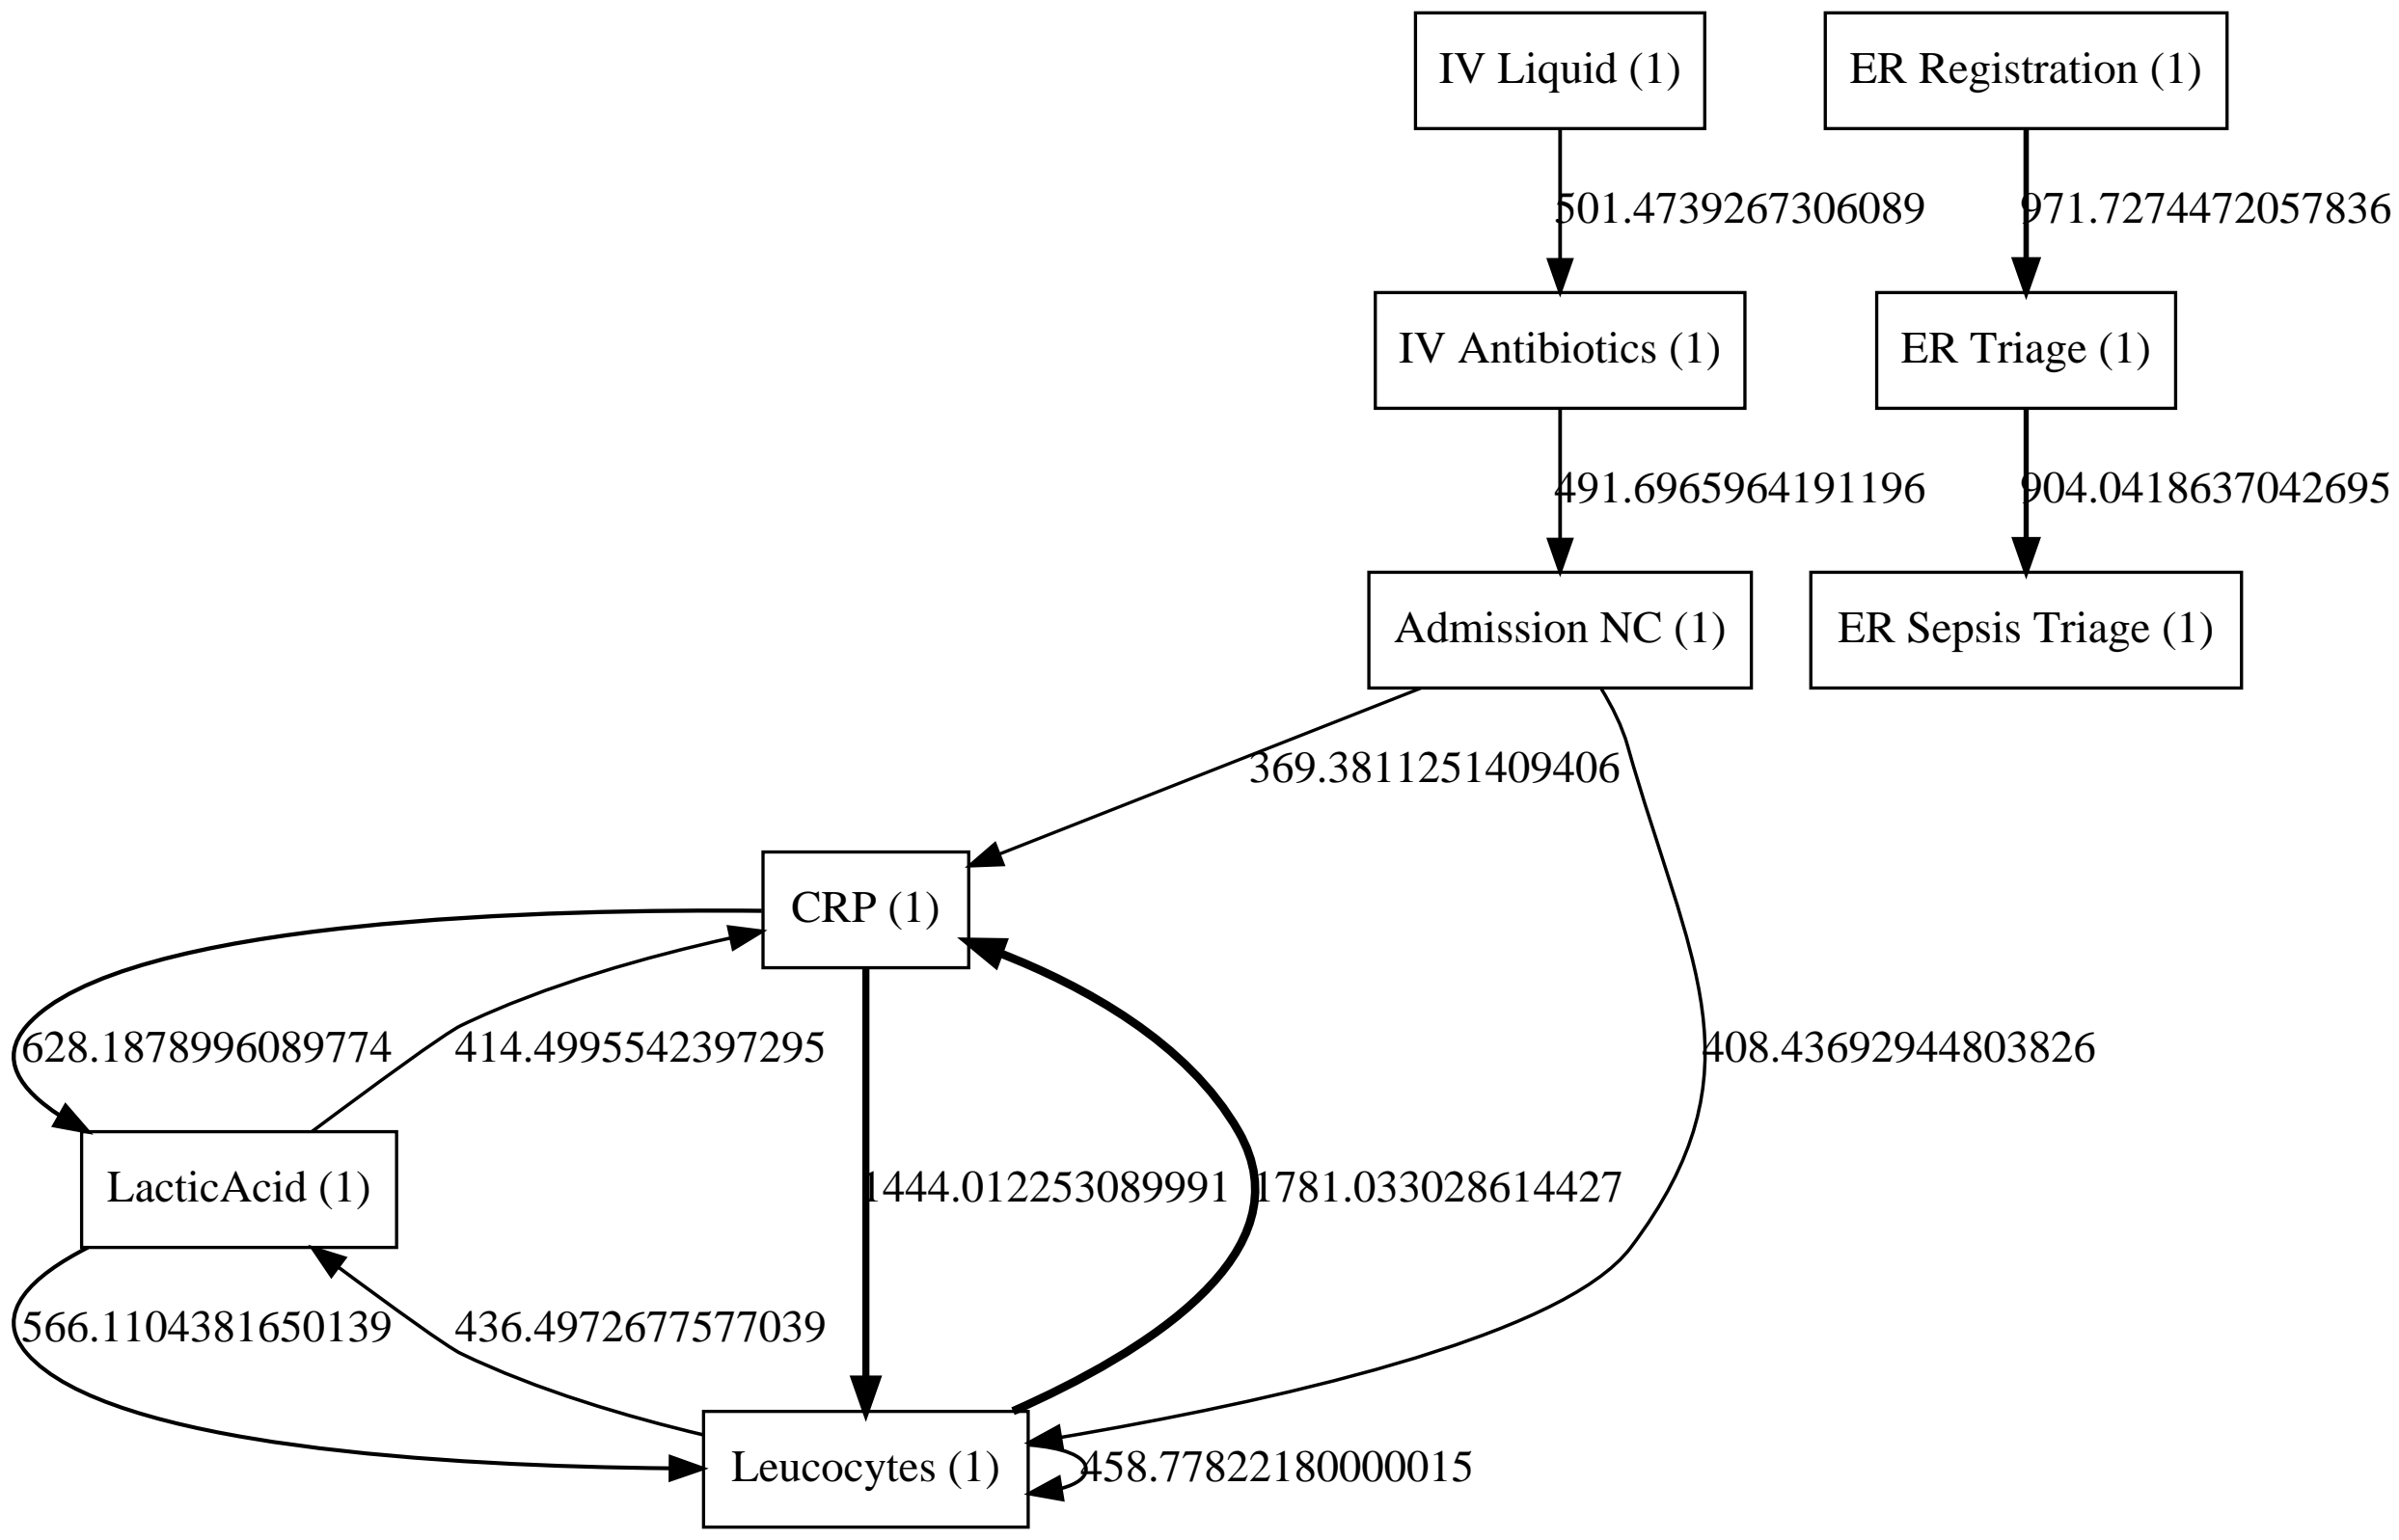 IV Liquid (1)
ER Registration (1)
501.4739267306089
971.7274472057836
IV Antibiotics (1)
ER Triage (1)
491.6965964191196
904.0418637042695
Admission NC (1)
ER Sepsis Triage (1)
369.3811251409406
CRP (1)
628.1878996089774
414.4995542397295
408.43692944803826
LacticAcid (1)
1444.012253089991
1781.033028614427
566.1104381650139
436.4972677577039
Leucocytes (1)
458.77822180000015